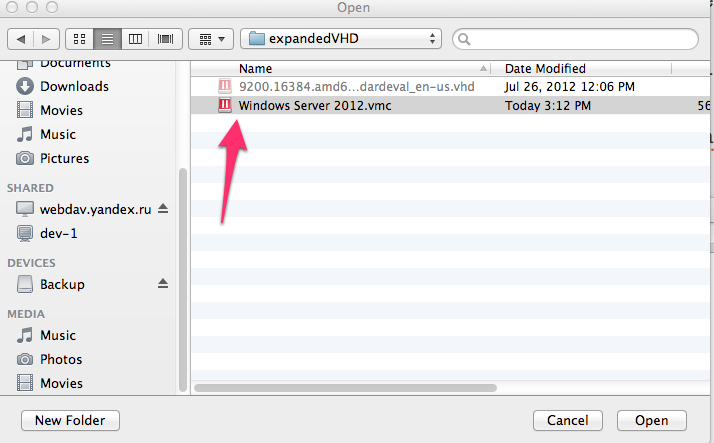 Open
expandedVHD
Documents
Downloads
Movies
Music
Pictures
SHARED
webdav.yandex.ru
dev-1
DEVICES
Backup
MEDIA
Music
Photos
Movies
Name Date Modified
9200.16384.amd6...dardeval_en-us.vhd Jul 26, 2012 12:06 PM
Windows Server 2012.vmc Today 3:12 PM 56
New Folder Cancel Open